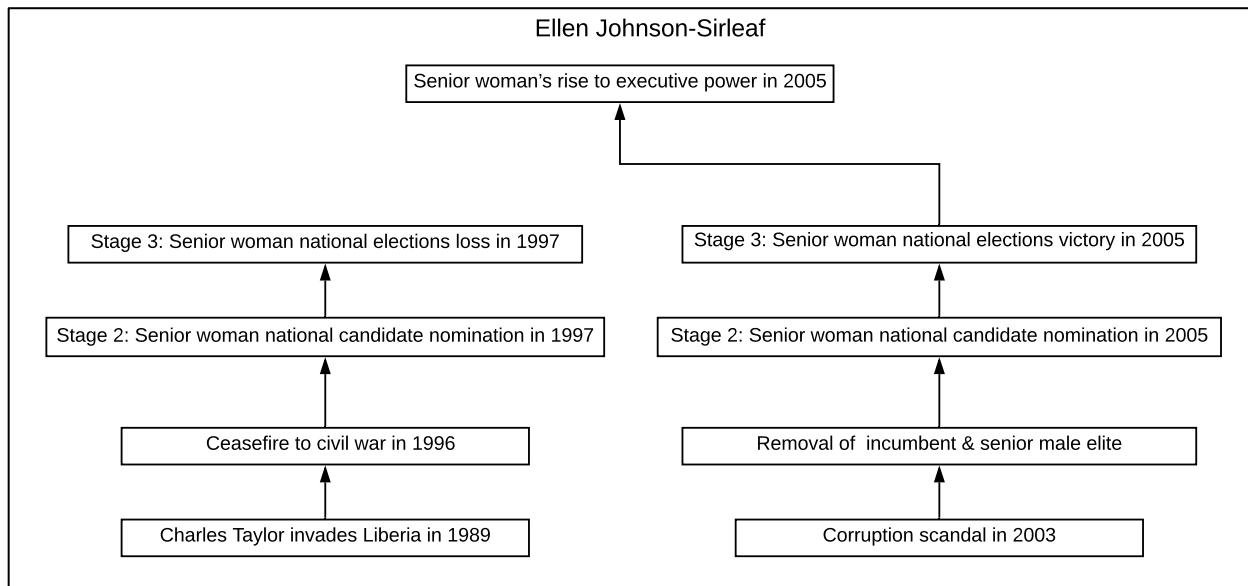 Ellen Johnson-Sirleaf
Senior woman’s rise to executive power in 2005
Stage 3: Senior woman national elections loss in 1997
Stage 3: Senior woman national elections victory in 2005
Stage 2: Senior woman national candidate nomination in 1997
Stage 2: Senior woman national candidate nomination in 2005
Ceasefire to civil war in 1996
Removal of  incumbent & senior male elite
Charles Taylor invades Liberia in 1989
Corruption scandal in 2003